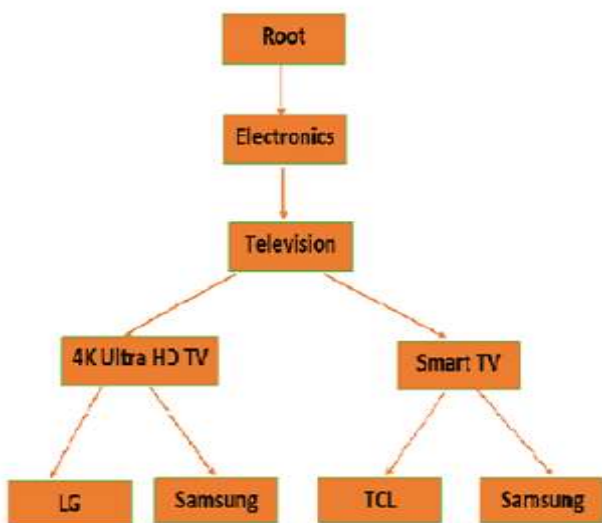 Root
Electronics
Television
4K Ultra HD TV
Smart TV
LG
Samsung
TCL
Samsung